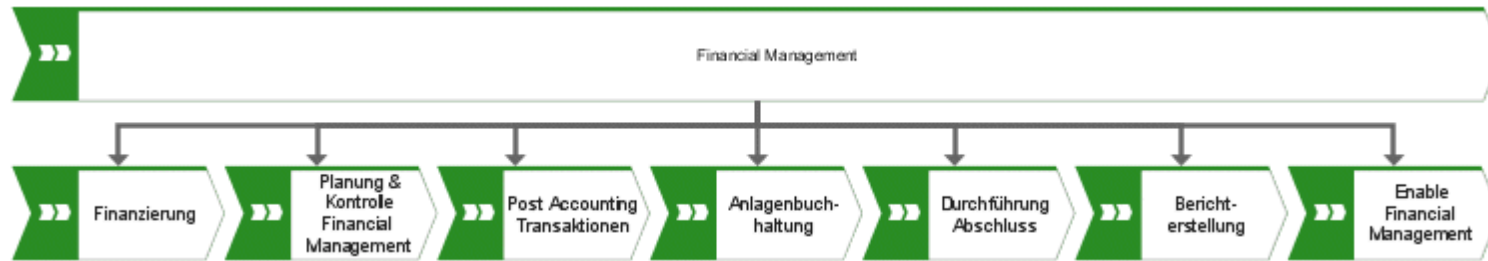 Financial Management
Finanzierung
Planung &
Kontrolle
Financial
Management
Post Accounting
Transaktionen
Anlagenbuch-
haltung
Durchführung
Abschluss
Bericht-
erstellung
Enable
Financial
Management